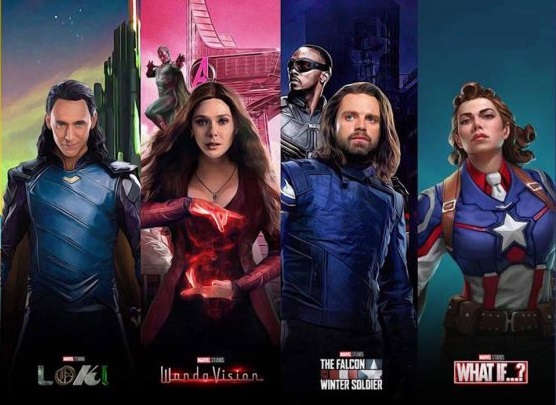 MARVEL STUDIOS
LOKI
MARVEL STUDIOS
WandaVision
MARVEL STUDIOS
THE FALCON
AND THE
WINTER SOLDIER
MARVEL STUDIOS
WHAT IF...?